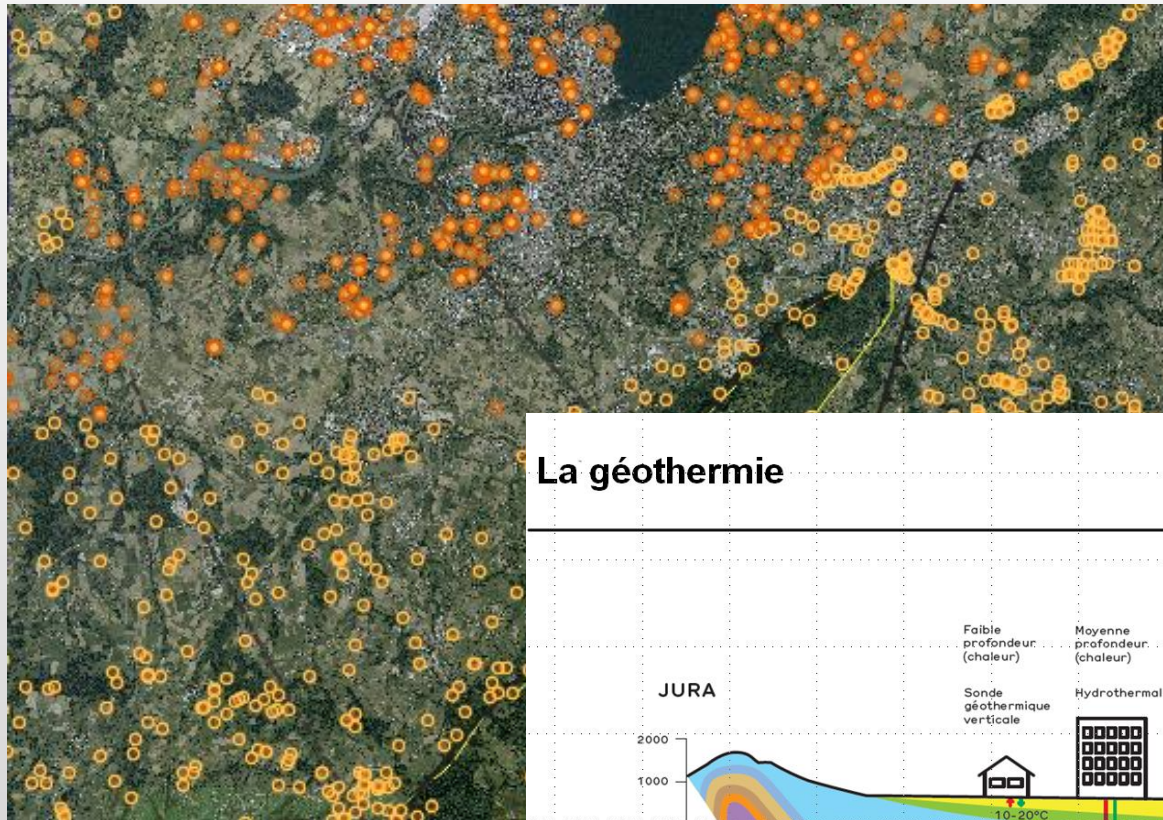 La géothermie
Faible
profondeur
(chaleur)
Moyenne
profondeur
(chaleur)
JURA
Sonde
géothermique
verticale
Hydrothermal
2000
1000
10-20°C